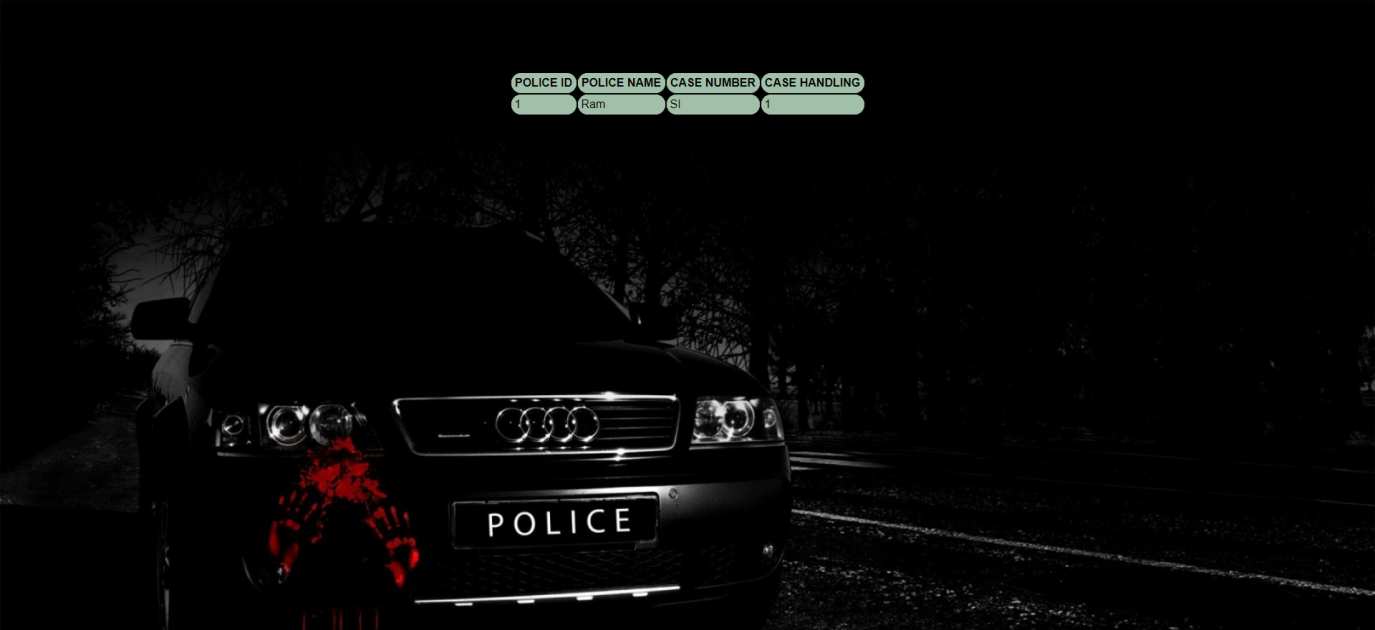 POLICE ID POLICE NAME CASE NUMBER CASE HANDLING
1 Ram SI 1
POLICE